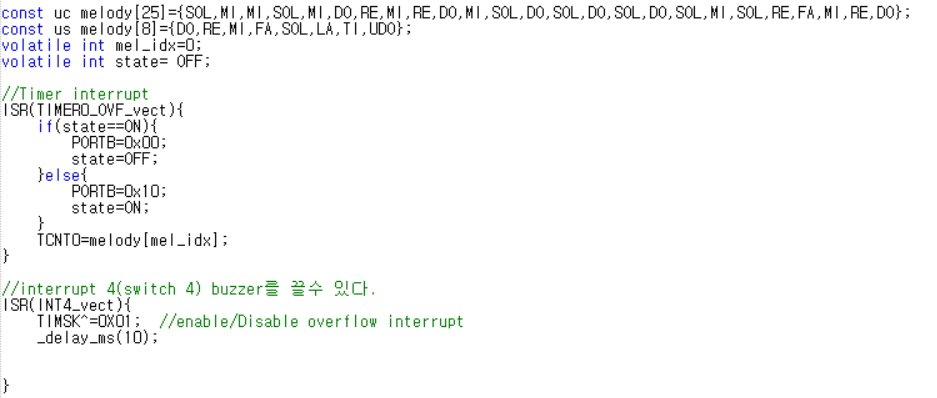 const uc melody[25]={SOL,MI,MI,SOL,MI,DO,RE,MI,RE,DO,MI,SOL,DO,SOL,DO,SOL,DO,SOL,MI,SOL,RE,FA,MI,RE,DO};
const us melody[8]={DO,RE,MI,FA,SOL,LA,TI,UDO};
volatile int mel_idx=0;
volatile int state= OFF;
//Timer interrupt
ISR(TIMER0_OVF_vect){
if(state==ON){
PORTB=0x00;
state=OFF;
}else{
PORTB=0x10;
state=ON;
}
TCNT0=melody[mel_idx];
}
//interrupt 4(switch 4) buzzer를 끌수 있다.
ISR(INT4_vect){
TIMSK^=0X01; //enable/Disable overflow interrupt
_delay_ms(10);
}